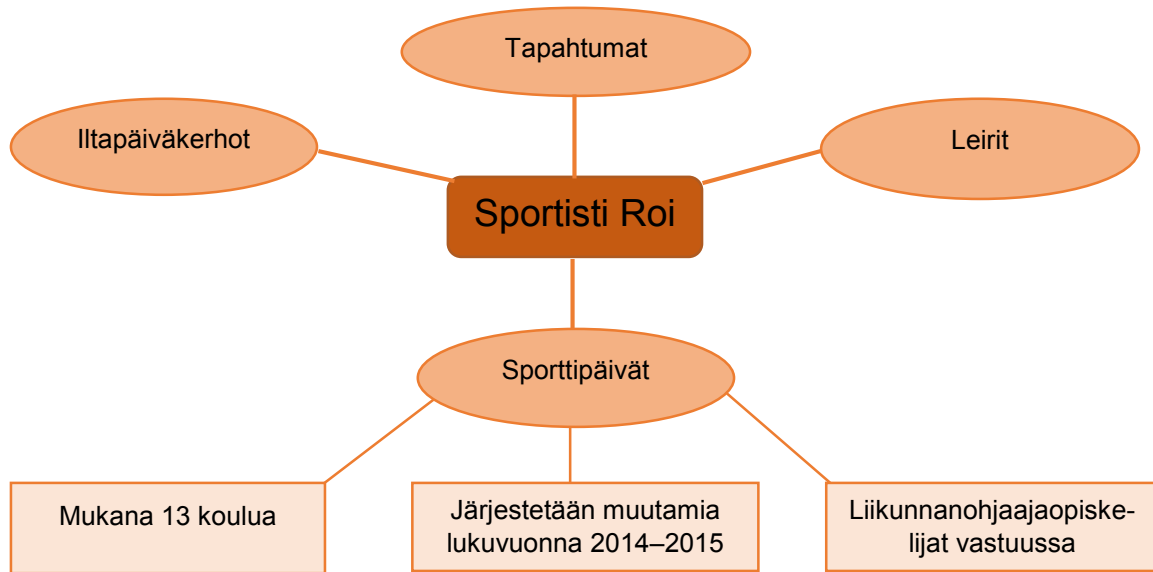 Tapahtumat
Iltapäiväkerhot
Leirit
Sportisti Roi
Sporttipäivät
Mukana 13 koulua
Järjestetään muutamia
lukuvuonna 2014–2015
Liikunnanohjaajaopiske-
lijat vastuussa